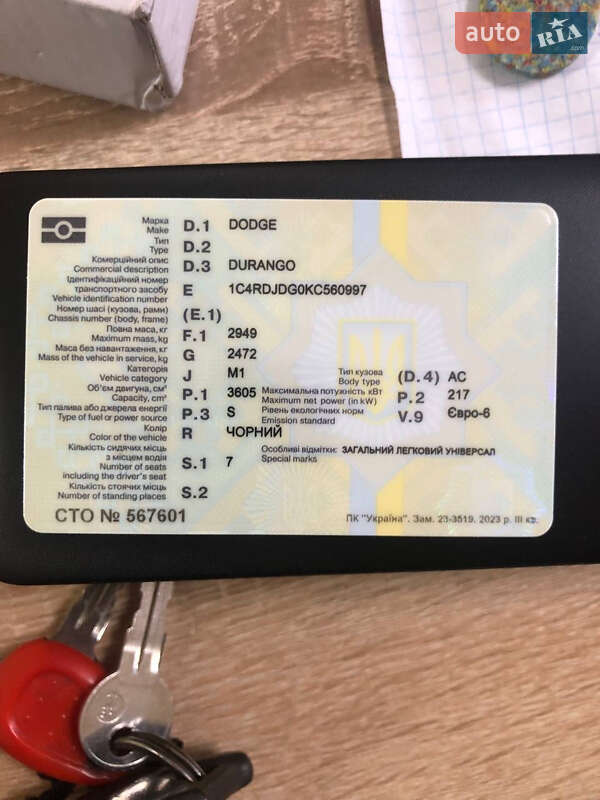 auto RIA .com
Марка
Make D.1 DODGE
Тип
Type D.2
Комерційний опис
Commercial description D.3 DURANGO
Ідентифікаційний номер
транспортного засобу
Vehicle identification number E 1C4RDJDG0KC560997
Номер шасі (кузова, рами)
Chassis number (body, frame) (E.1)
Повна маса, кг
Maximum mass, kg F.1 2949
Маса без навантаження, кг
Mass of the vehicle in service, kg G 2472
Категорія
Vehicle category J M1
Тип кузова
Body type (D.4) AC
Об'єм двигуна, см³
Capacity, cm³ P.1 3605
Максимальна потужність кВт
Maximum net power (in kW) P.2 217
Тип палива або джерела енергії
Type of fuel or power source P.3 S
Рівень екологічних норм
Emission standard V.9 Євро-6
Колір
Color of the vehicle R ЧОРНИЙ
Кількість сидячих місць
з місцем водія
Number of seats
including the driver's seat S.1 7
Особливі відмітки: ЗАГАЛЬНИЙ ЛЕГКОВИЙ УНІВЕРСАЛ
Special marks
Кількість стоячих місць
Number of standing places S.2
СТО № 567601
ПК "Україна". Зам. 23-3519. 2023 р. III кв.